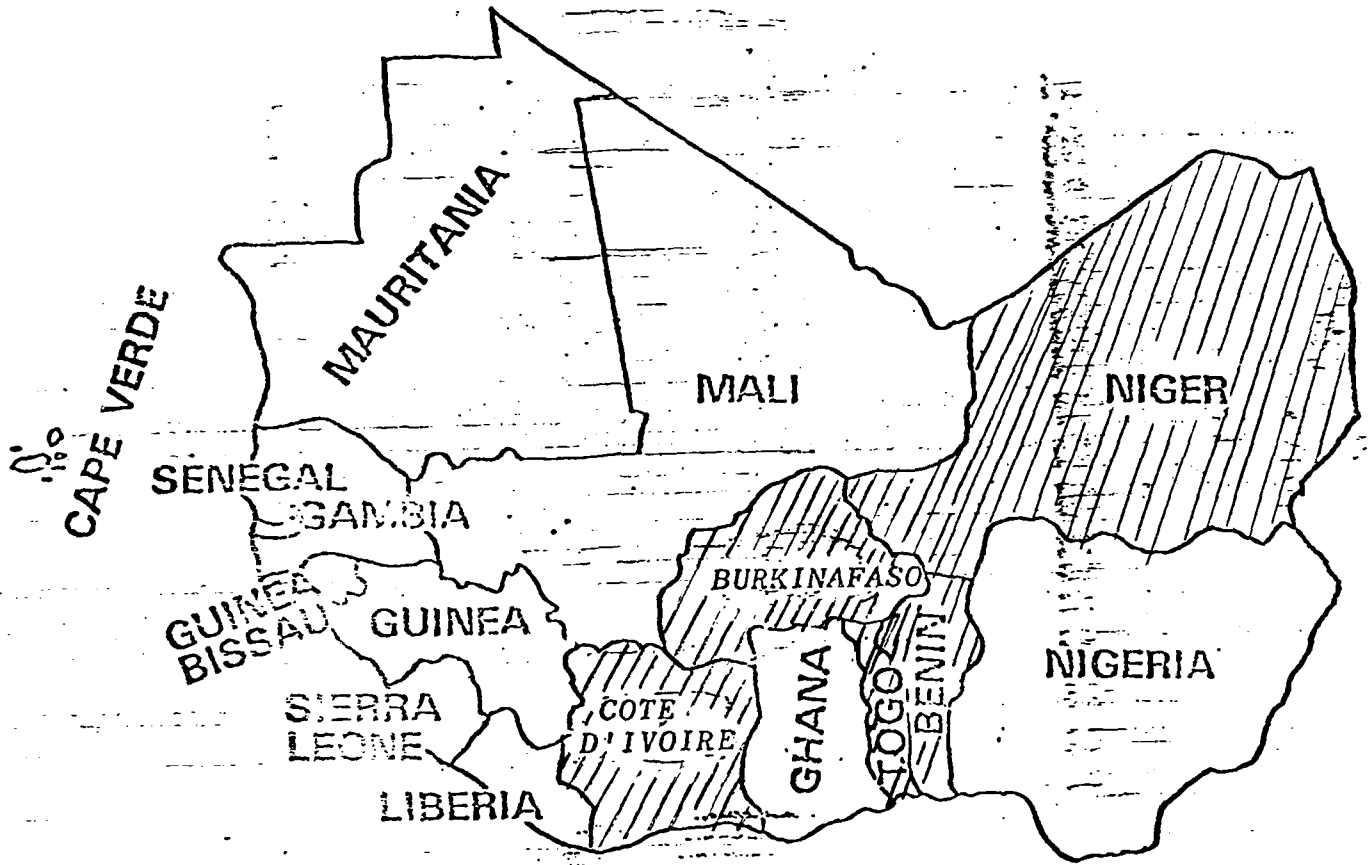 MAURITANIA
CAPE VERDE
MALI
NIGER
SENEGAL
GAMBIA
BURKINAFASO
GUINEA
BISSAU
GUINEA
GHANA
TOGO
BENIN
NIGERIA
SIERRA
LEONE
COTE
D'IVOIRE
LIBERIA